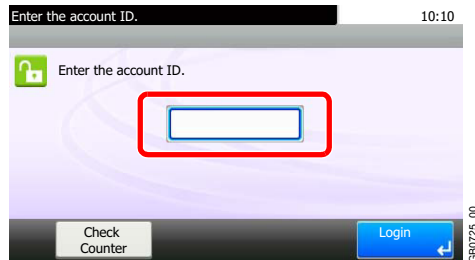 Enter the account ID.
10:10
Enter the account ID.
Check
Counter
Login
GB0725_00